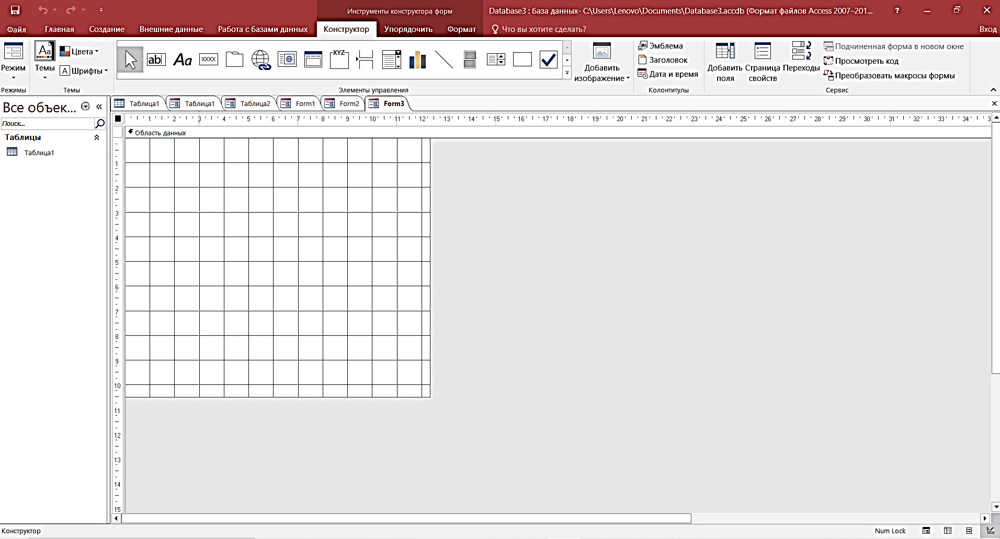 Инструменты конструктора форм
Database3 : база данных- C:\Users\Lenovo\Documents\Database3.accdb (Формат файлов Access 2007–201...
?
Файл Главная Создание Внешние данные Работа с базами данных Конструктор Упорядочить Формат Что вы хотите сделать? Вход
Режим
Режимы
Aa
Темы
Цвета
A Шрифты
Темы
ab Aa XXXX XYZ
Элементы управления
Добавить
изображение
Эмблема
Заголовок
Дата и время
Колонтитулы
Добавить
поля
Страница
свойств
Переходы
Подчиненная форма в новом окне
Просмотреть код
Преобразовать макросы формы
Сервис
Все объек...
Поиск...
Таблицы
Таблица1
Таблица1 Таблица1 Таблица2 Form1 Form2 Form3
1 2 3 4 5 6 7 8 9 10 11 12 13 14 15 16 17 18 19 20 21 22 23 24 25 26 27 28 29 30 31 32 33 34 3
Область данных
1
2
3
4
5
6
7
8
9
10
11
12
13
14
15
Конструктор
Num Lock